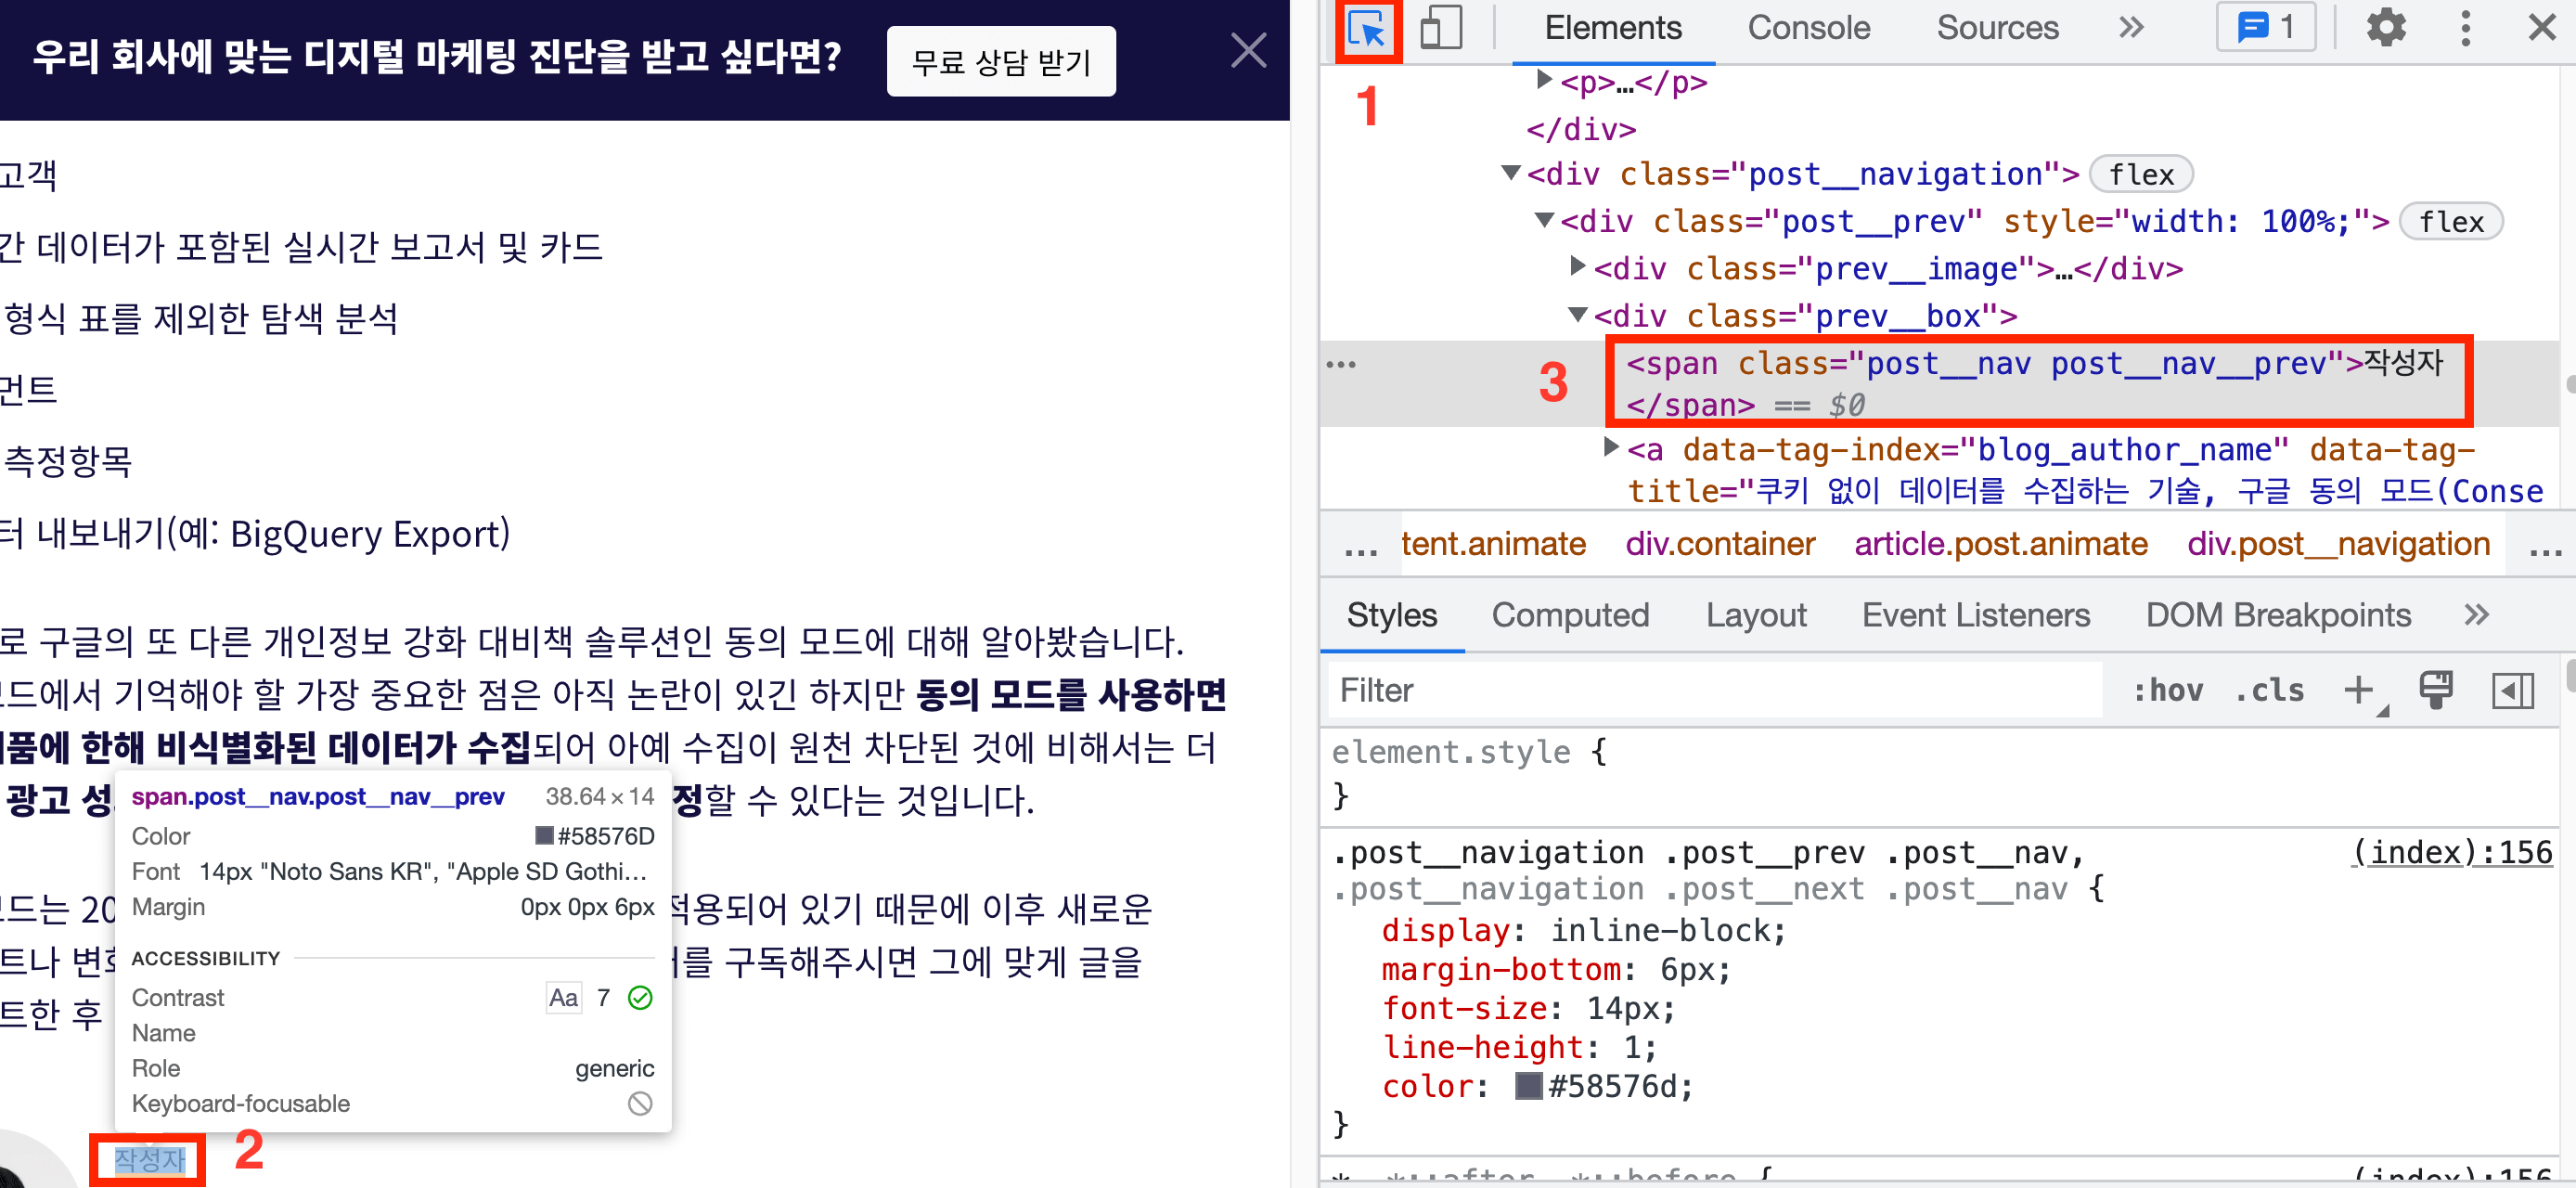 우리 회사에 맞는 디지털 마케팅 진단을 받고 싶다면?
무료 상담 받기
고객
간 데이터가 포함된 실시간 보고서 및 카드
형식 표를 제외한 탐색 분석
먼트
측정항목
터 내보내기(예: BigQuery Export)
로 구글의 또 다른 개인정보 강화 대비책 솔루션인 동의 모드에 대해 알아봤습니다.
모드에서 기억해야 할 가장 중요한 점은 아직 논란이 있긴 하지만 동의 모드를 사용하면
품에 한해 비식별화된 데이터가 수집되어 아예 수집이 원천 차단된 것에 비해서는 더
광고 정할 수 있다는 것입니다.
span.post__nav.post__nav__prev 38.64 × 14
Color #58576D
Font 14px "Noto Sans KR", "Apple SD Gothi...
Margin 0px 0px 6px
ACCESSIBILITY
Contrast Aa 7
Name
Role generic
Keyboard-focusable
모드는 20 적용되어 있기 때문에 이후 새로운
트나 를 구독해주시면 그에 맞게 글을
트한 후
작성자
2
Elements Console Sources 1
1
<p>…</p>
</div>
<div class="post__navigation"> flex
<div class="post__prev" style="width: 100%;"> flex
<div class="prev__image">…</div>
<div class="prev__box">
3
<span class="post__nav post__nav__prev">작성자
</span> == $0
<a data-tag-index="blog_author_name" data-tag-
title="쿠키 없이 데이터를 수집하는 기술, 구글 동의 모드(Conse
... tent.animate div.container article.post.animate div.post__navigation ...
Styles Computed Layout Event Listeners DOM Breakpoints
Filter :hov .cls
element.style {
}
.post__navigation .post__prev .post__nav, (index):156
.post__navigation .post__next .post__nav {
display: inline-block;
margin-bottom: 6px;
font-size: 14px;
line-height: 1;
color: #58576d;
}
*, *::after, *::before { (index):156